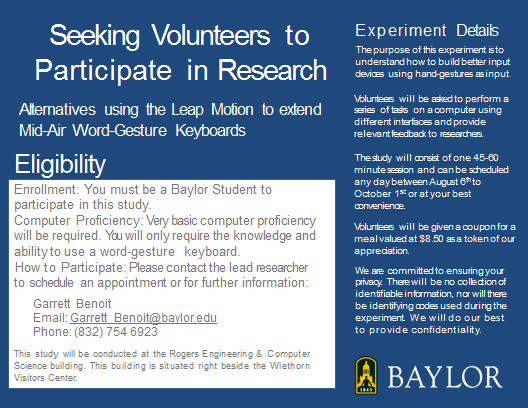 Seeking Volunteers to
Participate in Research
Alternatives using the Leap Motion to extend
Mid-Air Word-Gesture Keyboards
Eligibility
Enrollment: You must be a Baylor Student to
participate in this study.
Computer Proficiency: Very basic computer proficiency
will be required. You will only require the knowledge and
ability to use a word-gesture keyboard.
How to Participate: Please contact the lead researcher
to schedule an appointment or for further information:
Garrett Benoit
Email: Garrett_Benoit@baylor.edu
Phone: (832) 754 6923
This study will be conducted at the Rogers Engineering & Computer
Science building. This building is situated right beside the Wiethorn
Visitors Center.
Experiment Details
The purpose of this experiment is to
understand how to build better input
devices using hand-gestures as input
Volunteers will be asked to perform a
series of tasks on a computer using
different interfaces and provide
relevant feedback to researchers.
The study will consist of one 45-60
minute session and can be scheduled
any day between August 6th to
October 1st or at your best
convenience.
Volunteers will be given a coupon for a
meal valued at $8.50 as a token of our
appreciation.
We are committed to ensuring your
privacy. There will be no collection of
identifiable information, nor will there
be identifying codes used during the
experiment. We will do our best
to provide confidentiality.
1845
BAYLOR